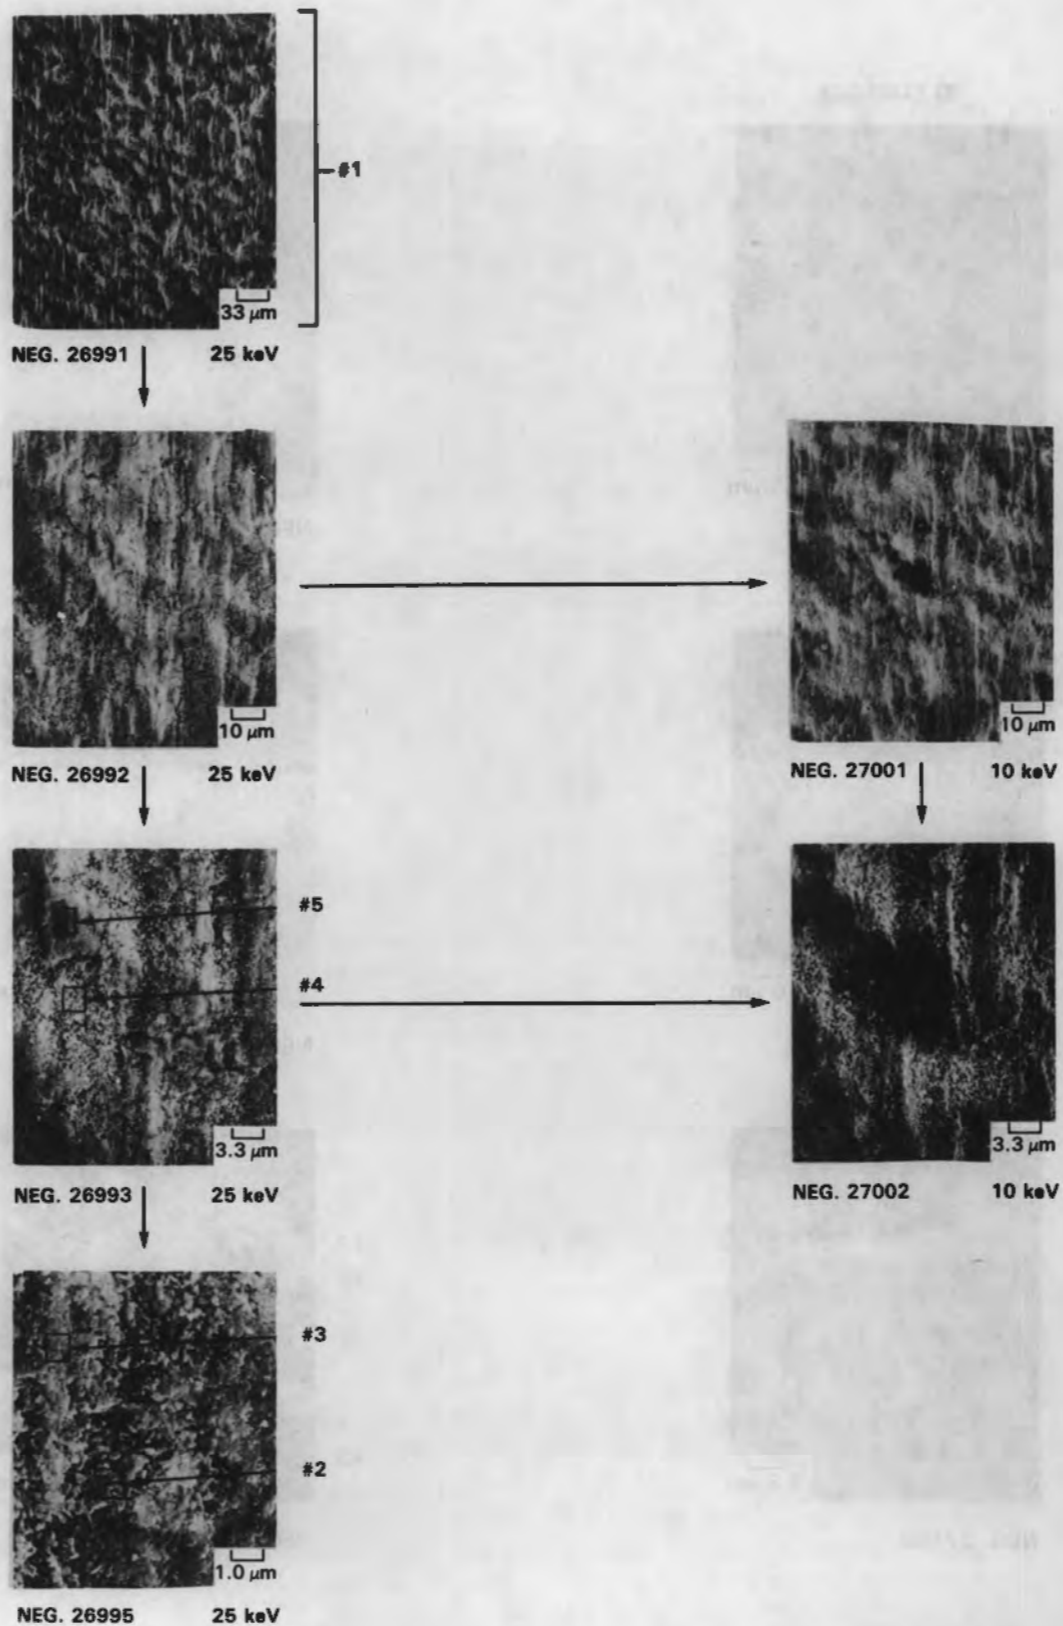 #1
33 μm
NEG. 26991 25 keV
10 μm
NEG. 26992 25 keV
10 μm
NEG. 27001 10 keV
#5
#4
3.3 μm
NEG. 26993 25 keV
3.3 μm
NEG. 27002 10 keV
#3
#2
1.0 μm
NEG. 26995 25 keV